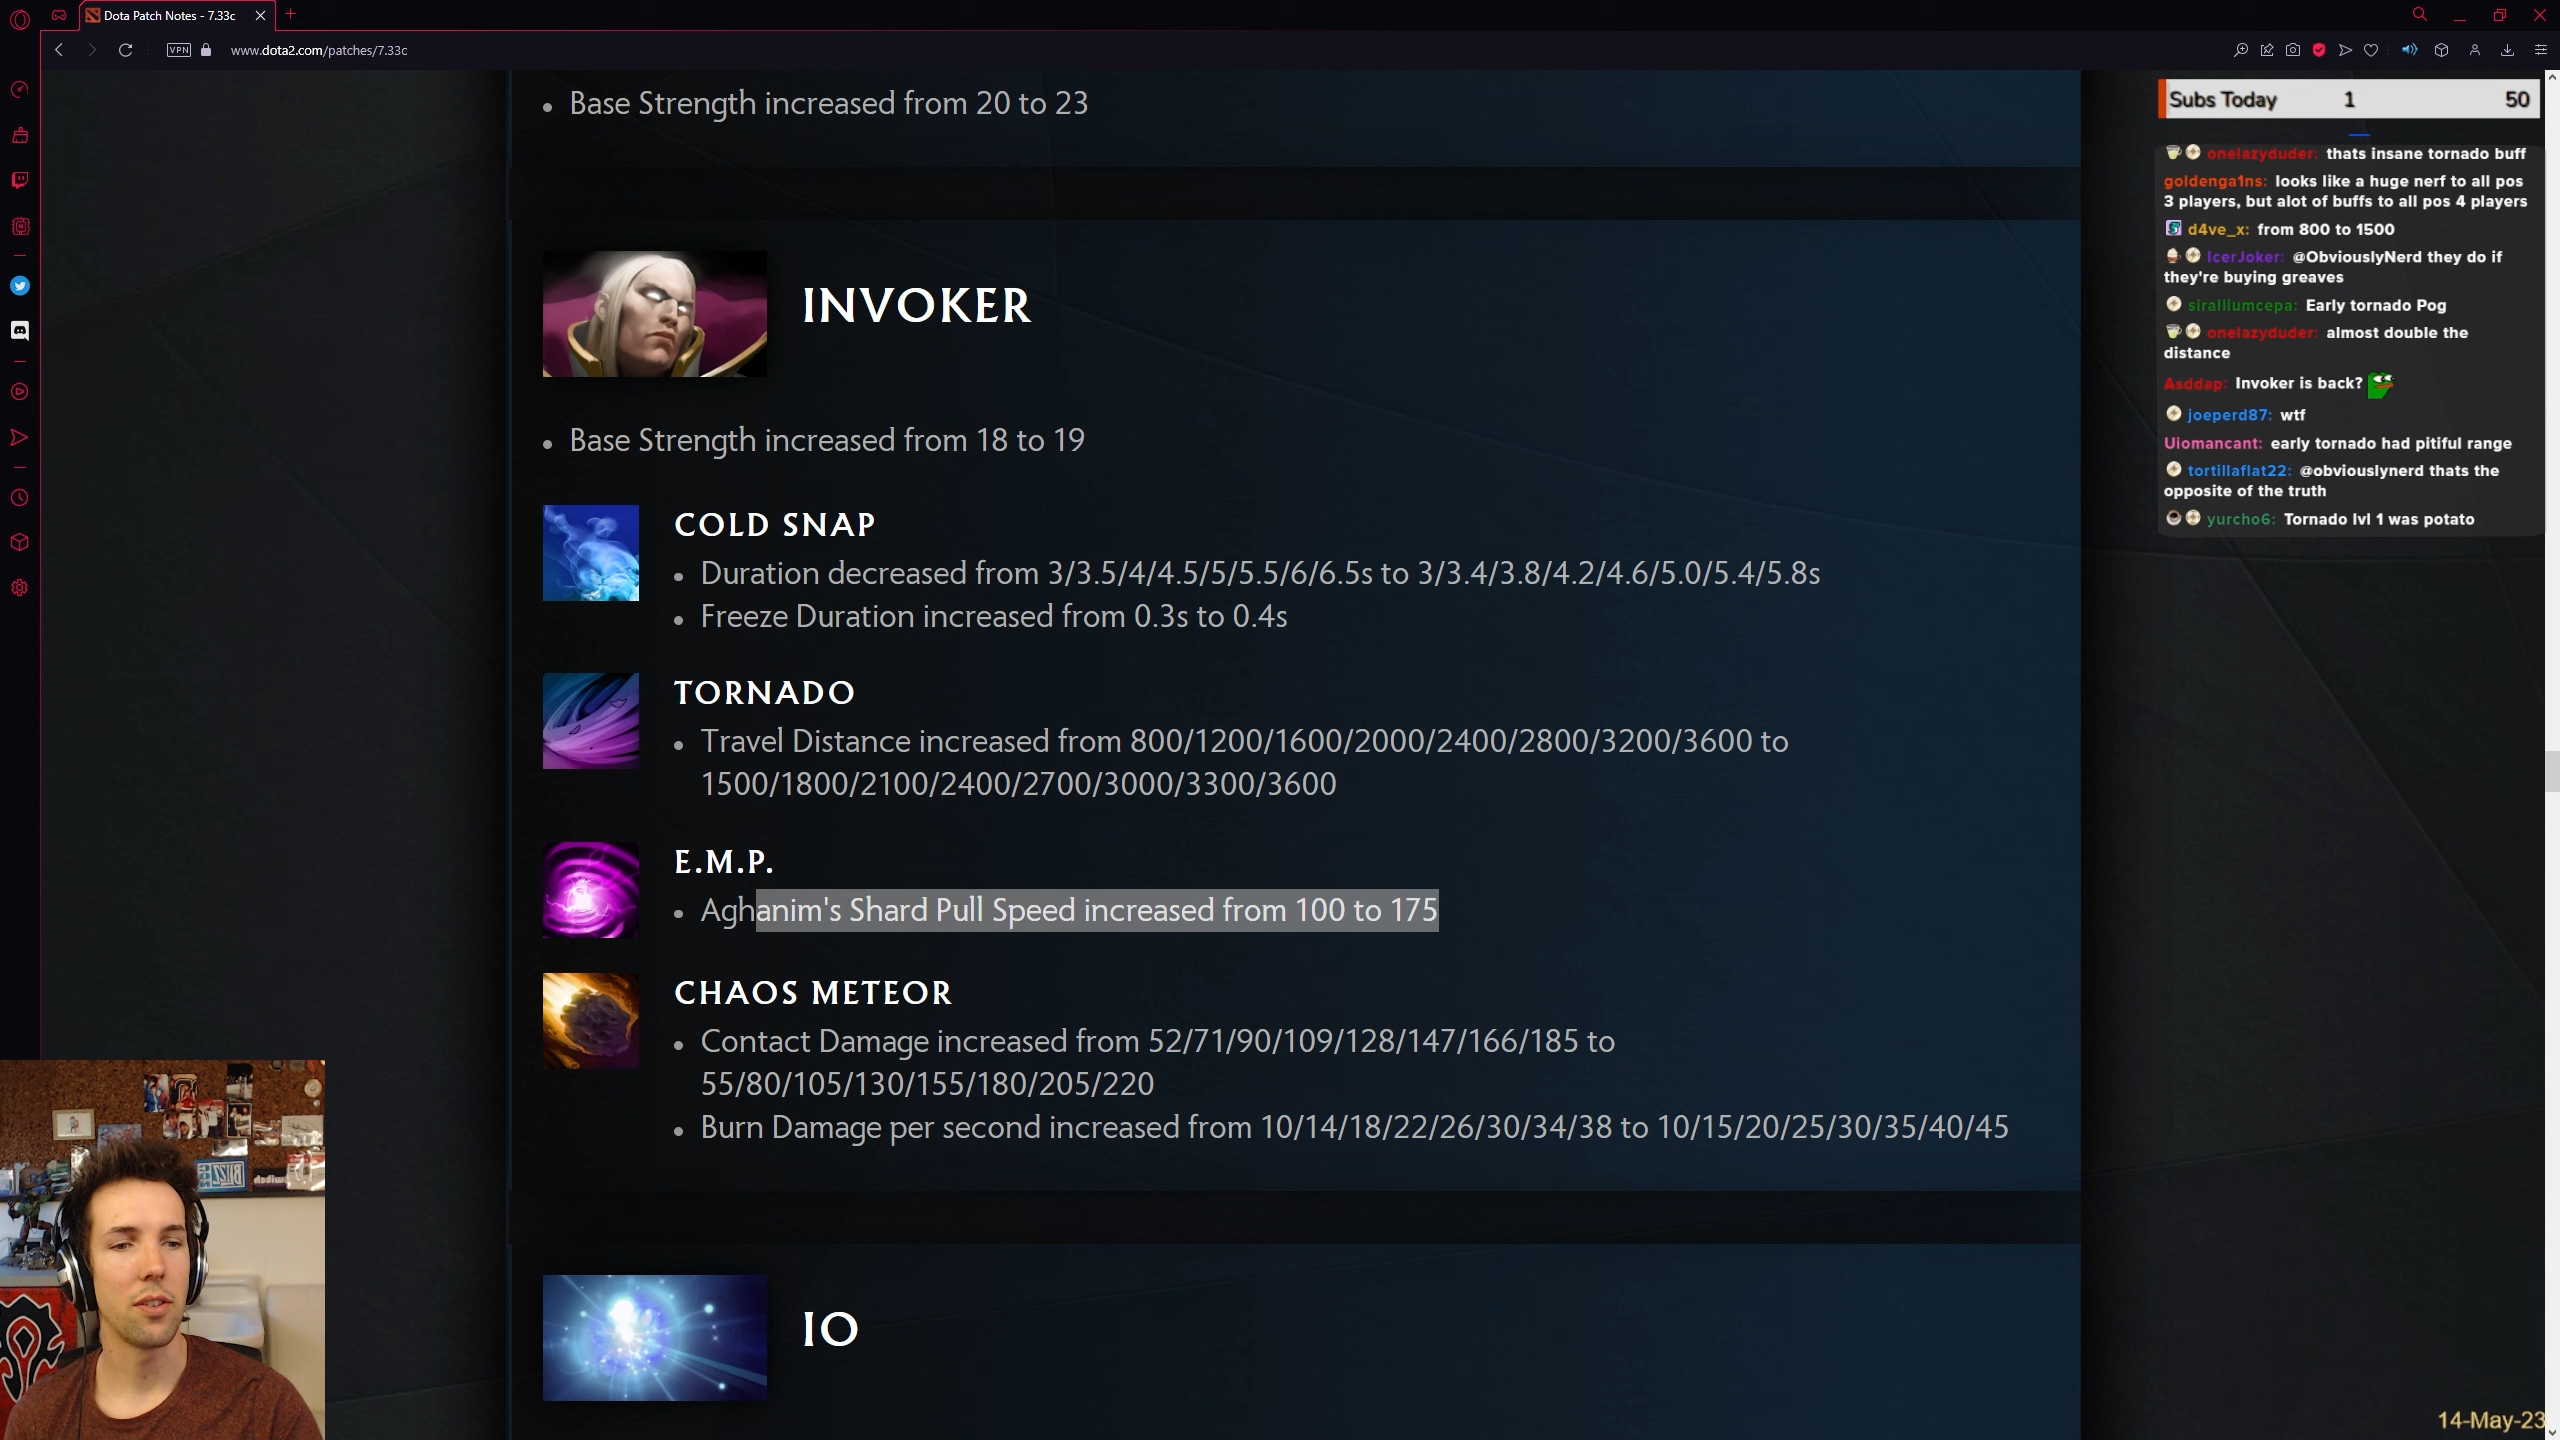 Dota Patch Notes - 7.33c
VPN
www.dota2.com/patches/7.33c
Base Strength increased from 20 to 23
INVOKER
Base Strength increased from 18 to 19
COLD SNAP
Duration decreased from 3/3.5/4/4.5/5/5.5/6/6.5s to 3/3.4/3.8/4.2/4.6/5.0/5.4/5.8s
Freeze Duration increased from 0.3s to 0.4s
TORNADO
Travel Distance increased from 800/1200/1600/2000/2400/2800/3200/3600 to
1500/1800/2100/2400/2700/3000/3300/3600
E.M.P.
Aghanim's Shard Pull Speed increased from 100 to 175
CHAOS METEOR
Contact Damage increased from 52/71/90/109/128/147/166/185 to
55/80/105/130/155/180/205/220
Burn Damage per second increased from 10/14/18/22/26/30/34/38 to 10/15/20/25/30/35/40/45
IO
Subs Today 1 50
onelazyduder: thats insane tornado buff
goldenga1ns: looks like a huge nerf to all pos
3 players, but alot of buffs to all pos 4 players
d4ve_x: from 800 to 1500
IcerJoker: @ObviouslyNerd they do if
they're buying greaves
siralliumcepa: Early tornado Pog
onelazyduder: almost double the
distance
Asddap: Invoker is back?
joeperd87: wtf
Uiomancant: early tornado had pitiful range
tortillaflat22: @obviouslynerd thats the
opposite of the truth
yurcho6: Tornado lvl 1 was potato
14-May-23